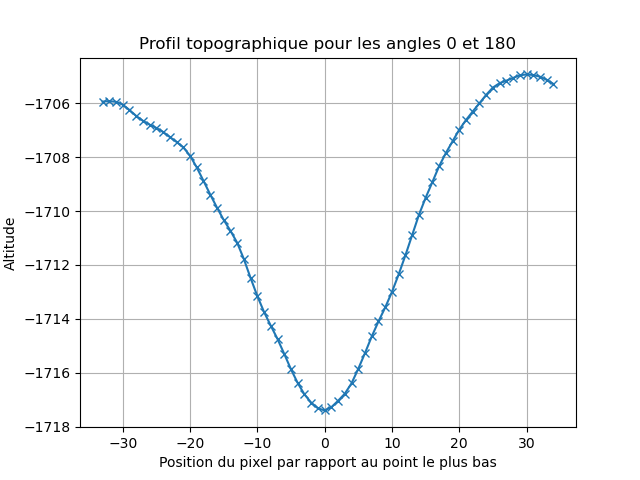 Profil topographique pour les angles 0 et 180
Altitude
−1706
−1708
−1710
−1712
−1714
−1716
−1718
−30 −20 −10 0 10 20 30
Position du pixel par rapport au point le plus bas